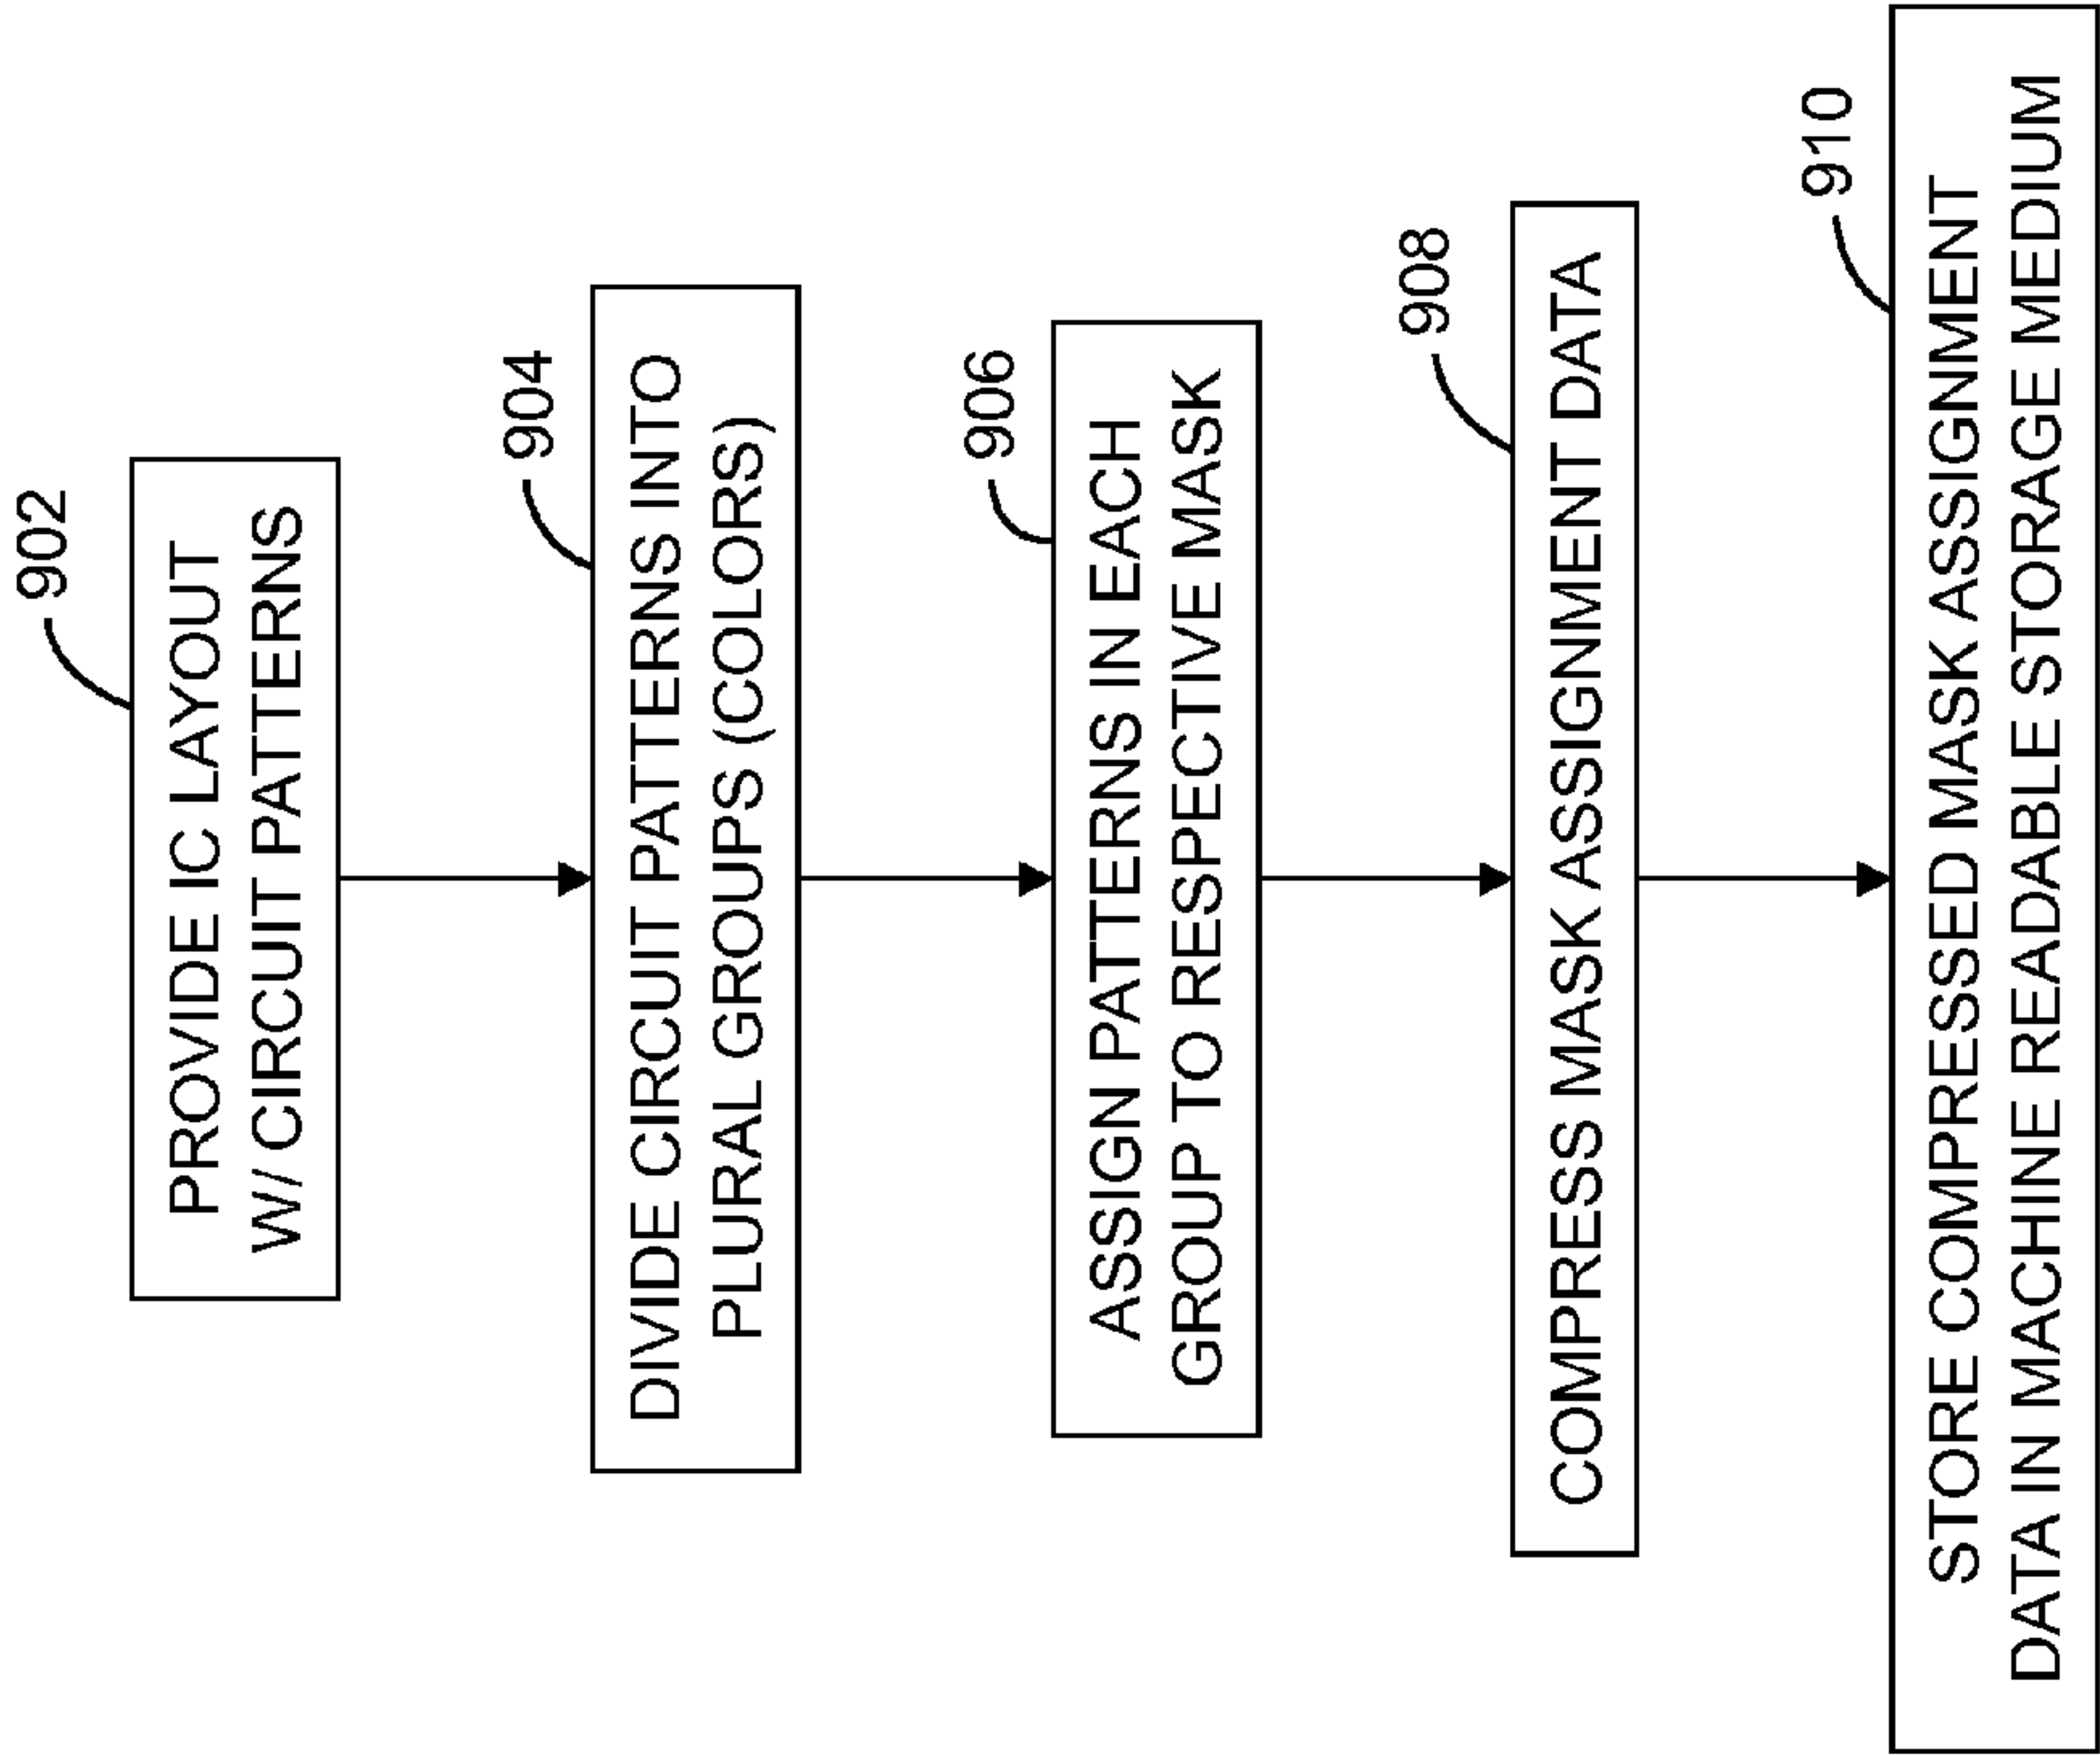 902
PROVIDE IC LAYOUT
W/ CIRCUIT PATTERNS
904
DIVIDE CIRCUIT PATTERNS INTO
PLURAL GROUPS (COLORS)
906
ASSIGN PATTERNS IN EACH
GROUP TO RESPECTIVE MASK
908
COMPRESS MASK ASSIGNMENT DATA
910
STORE COMPRESSED MASK ASSIGNMENT
DATA IN MACHINE READABLE STORAGE MEDIUM